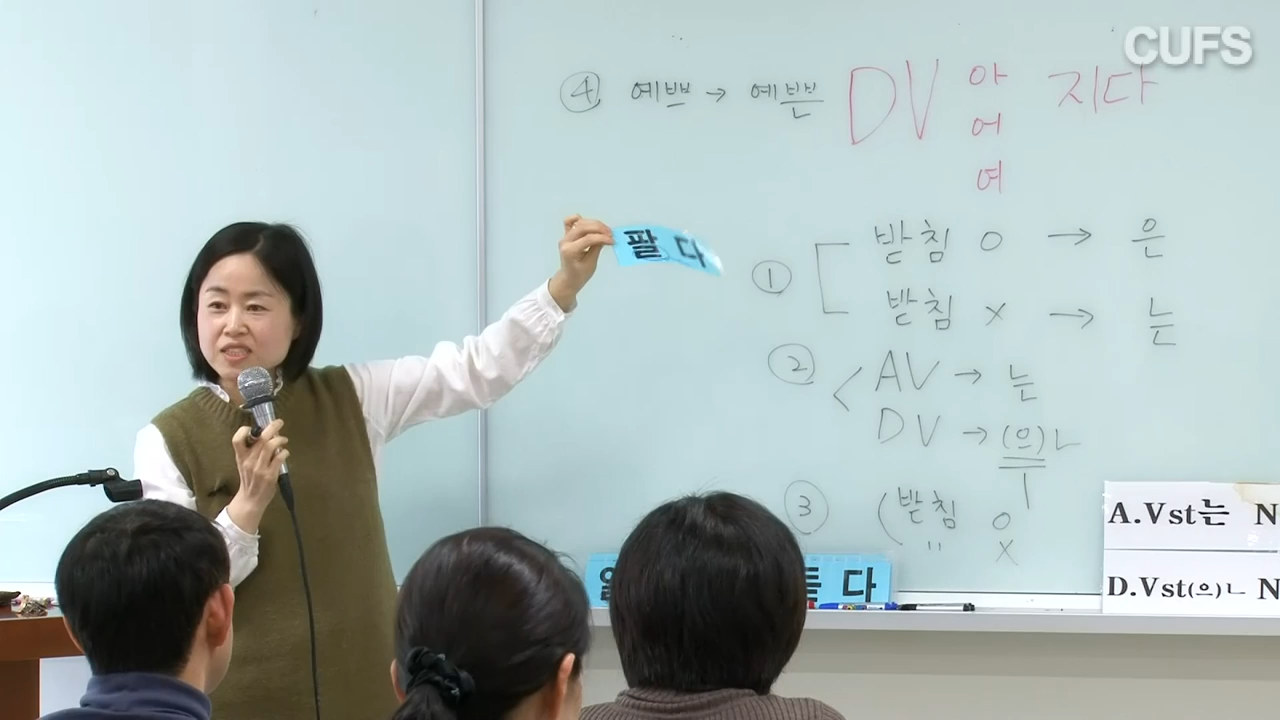 CUFS
④ 예쁘 → 예쁜 DV 아 지다
어
여
팔다
① 받침 o → 은
받침 x → 는
② AV → 는
DV → (으)ㄴ
③ 받침 o
" x
A.Vst는 N
D.Vst(으)ㄴ N
다